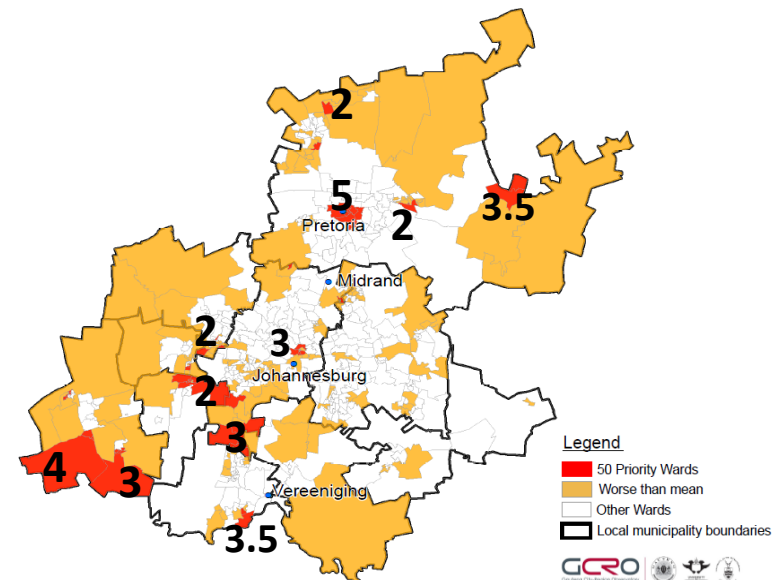 2
5
Pretoria
2
3.5
Midrand
2
3
Johannesburg
2
3
4
3
Vereeniging
3.5
Legend
50 Priority Wards
Worse than mean
Other Wards
Local municipality boundaries
GCRO